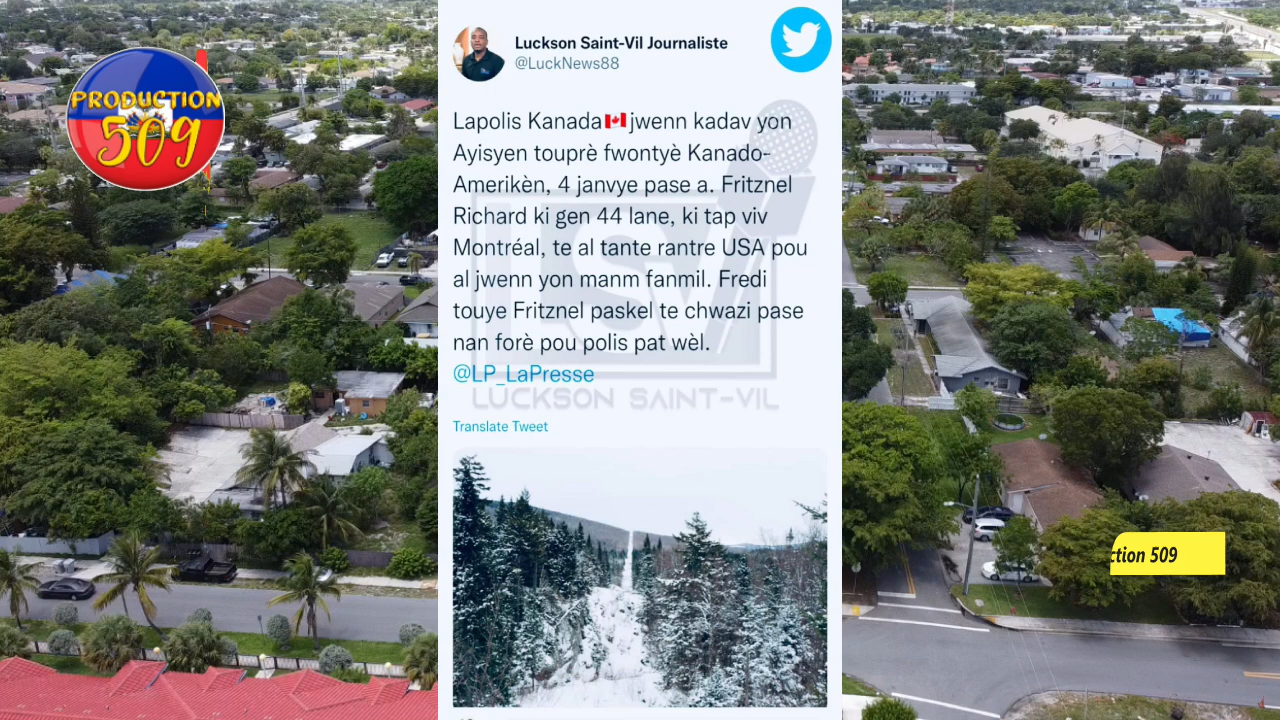 PRODUCTION
509
Luckson Saint-Vil Journaliste
@LuckNews88
Lapolis Kanada🇨🇦jwenn kadav yon
Ayisyen touprè fwontyè Kanado-
Amerikèn, 4 janvye pase a. Fritznel
Richard ki gen 44 lane, ki tap viv
Montréal, te al tante rantre USA pou
al jwenn yon manm fanmil. Fredi
touye Fritznel paskel te chwazi pase
nan forè pou polis pat wèl.
@LP_LaPresse
LSV
LUCKSON SAINT-VIL
Translate Tweet
ction 509